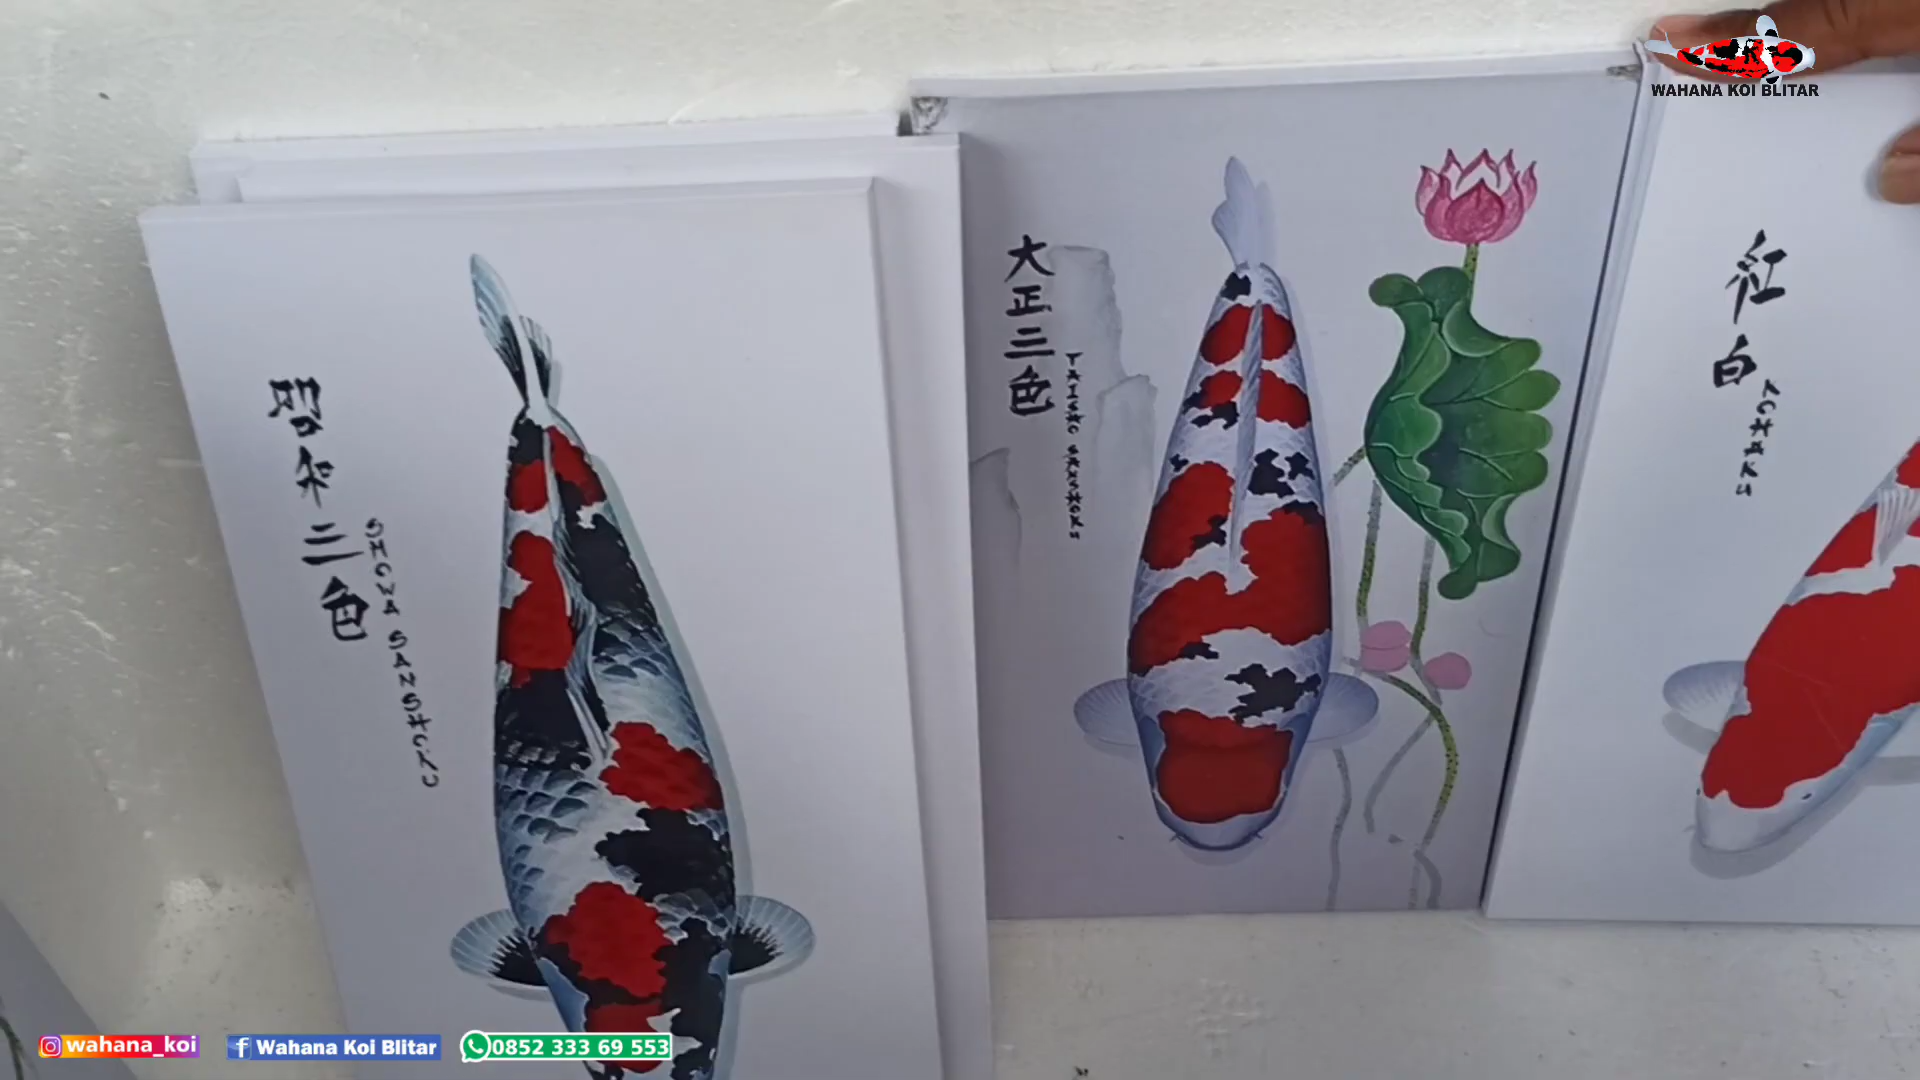 WAHANA KOI BLITAR
昭和三色
SHOWA SANSHOKU
大正三色
TAISHO SANSHOKU
紅白
KOHAKU
wahana_koi
Wahana Koi Blitar
0852 333 69 553